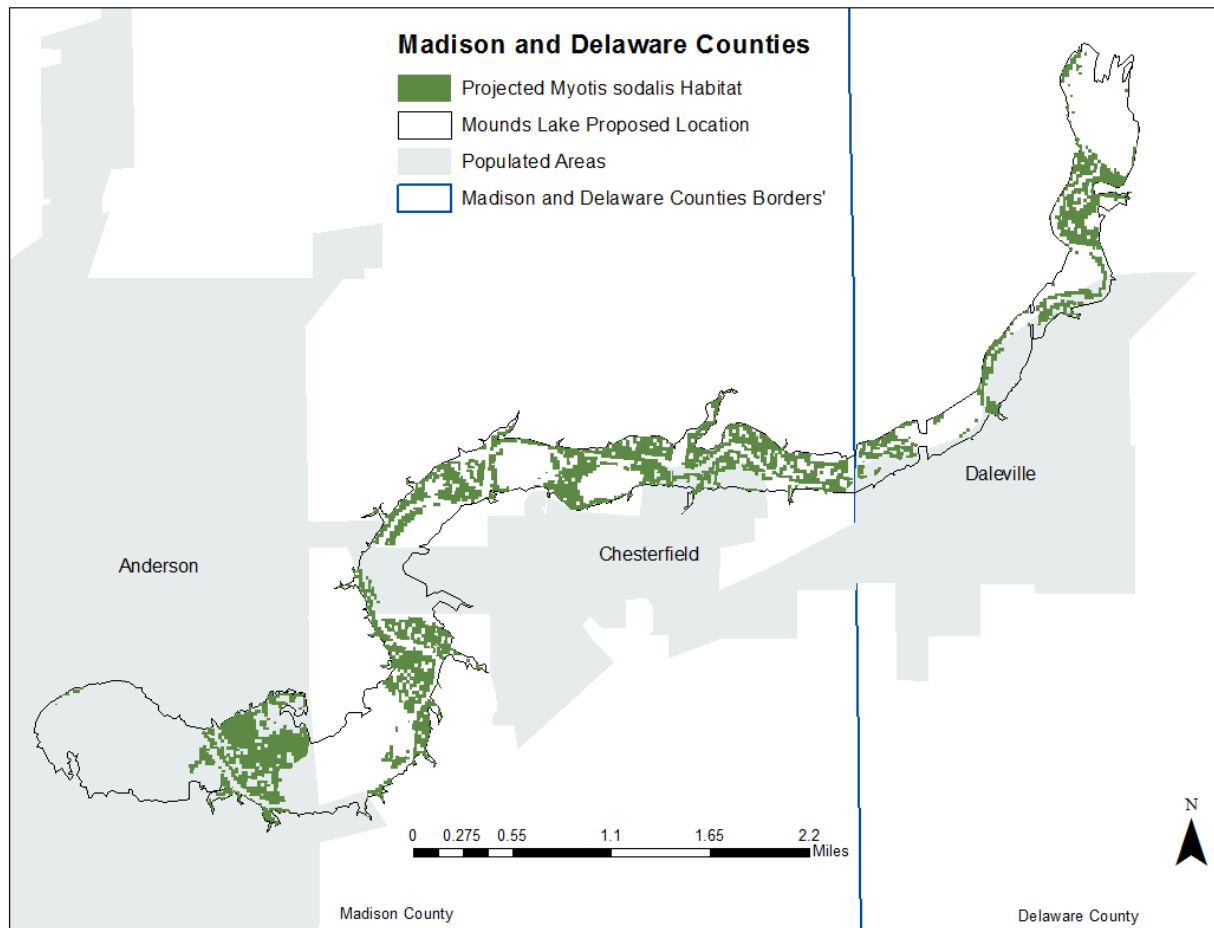 Madison and Delaware Counties
Projected Myotis sodalis Habitat
Mounds Lake Proposed Location
Populated Areas
Madison and Delaware Counties Borders'
Daleville
Chesterfield
Anderson
N
0 0.275 0.55 1.1 1.65 2.2
Miles
Madison County
Delaware County